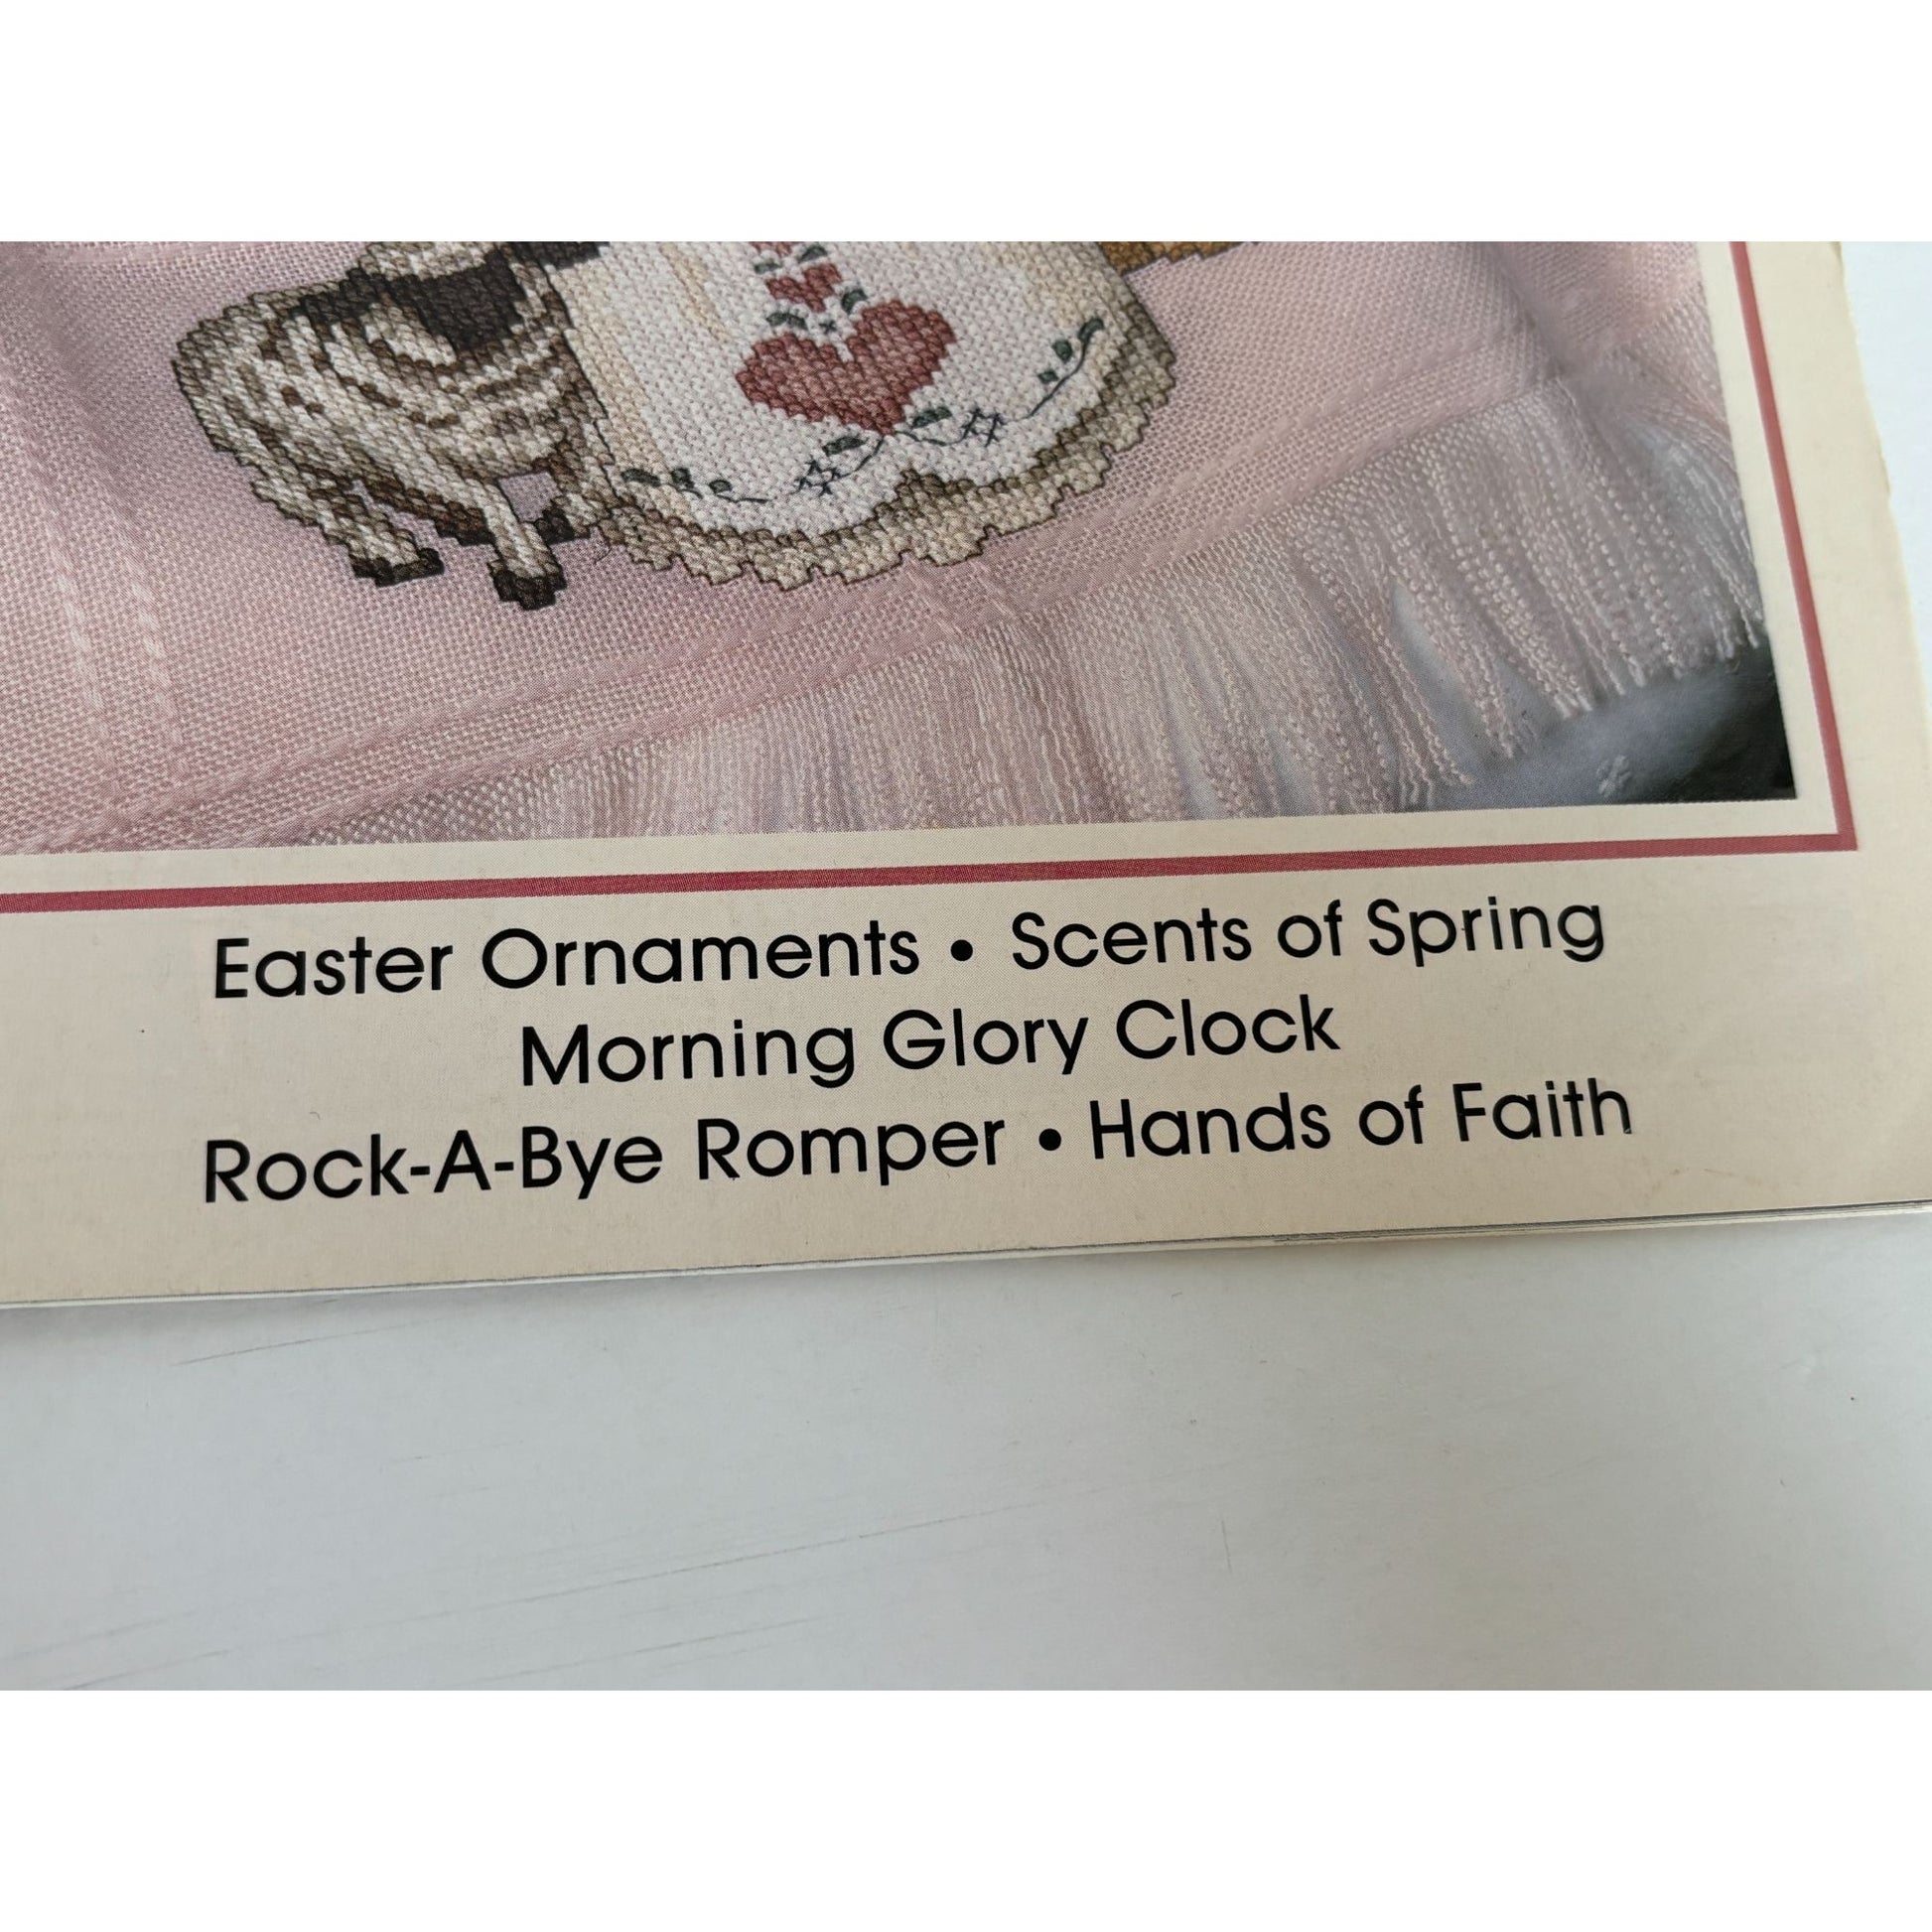 Easter Ornaments • Scents of Spring
Morning Glory Clock
Rock-A-Bye Romper • Hands of Faith